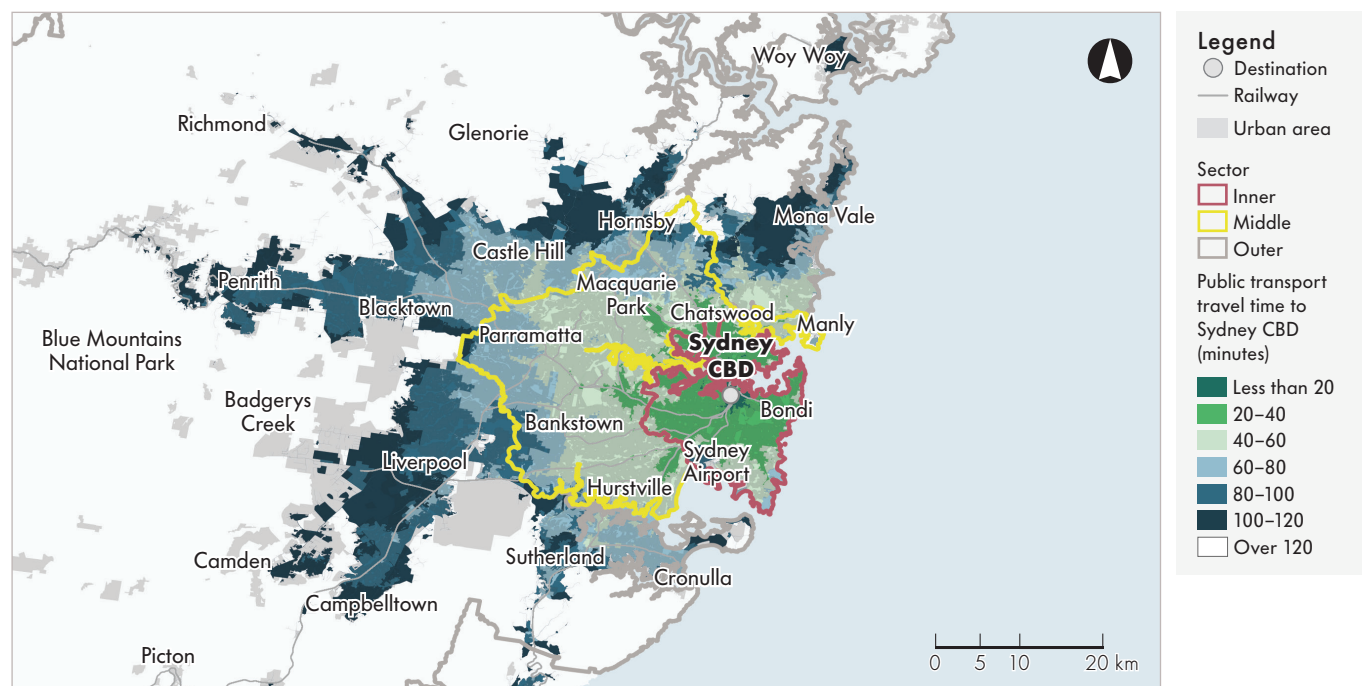 Woy Woy
Richmond
Glenorie
Hornsby
Mona Vale
Castle Hill
Penrith
Blacktown
Macquarie
Park
Chatswood
Manly
Parramatta
Sydney
CBD
Blue Mountains
National Park
Badgerys
Creek
Bondi
Bankstown
Liverpool
Sydney
Airport
Hurstville
Camden
Sutherland
Cronulla
Campbelltown
Picton
0 5 10 20 km
Legend
Destination
Railway
Urban area
Sector
Inner
Middle
Outer
Public transport
travel time to
Sydney CBD
(minutes)
Less than 20
20–40
40–60
60–80
80–100
100–120
Over 120